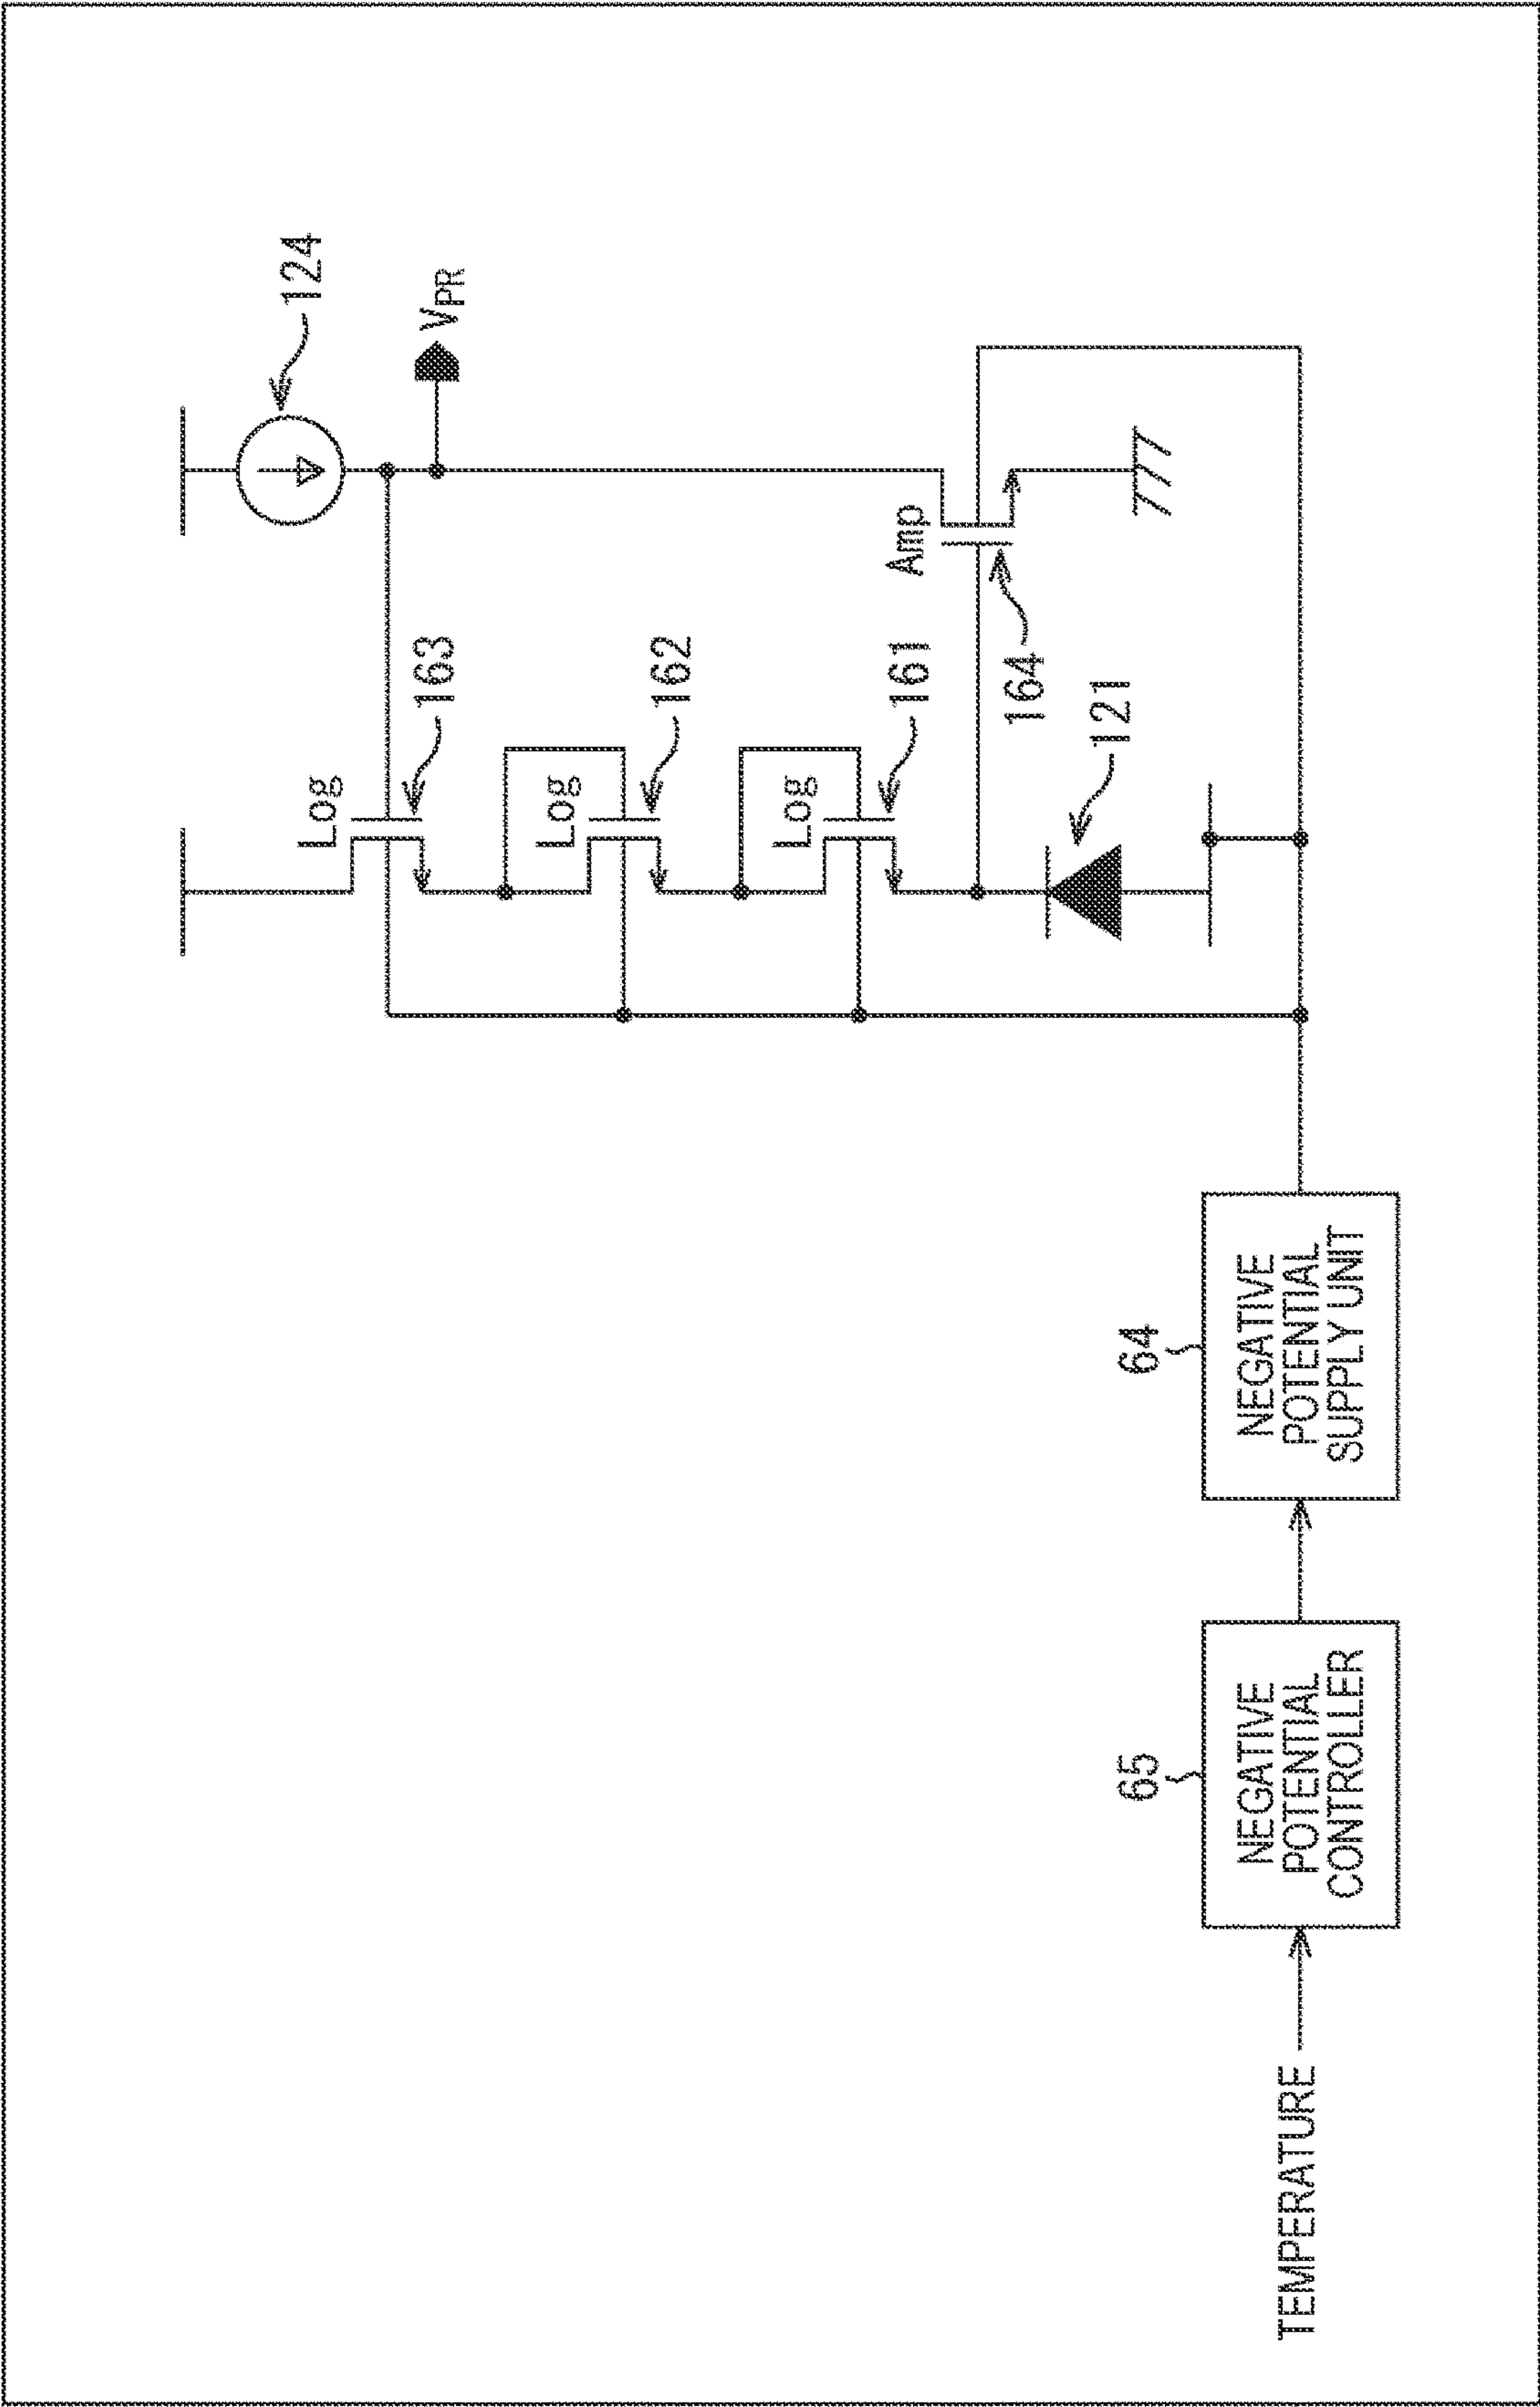 124
VPR
Log
163
Log
162
Log
161
Amp
164
121
TEMPERATURE
65
NEGATIVE
POTENTIAL
CONTROLLER
64
NEGATIVE
POTENTIAL
SUPPLY UNIT